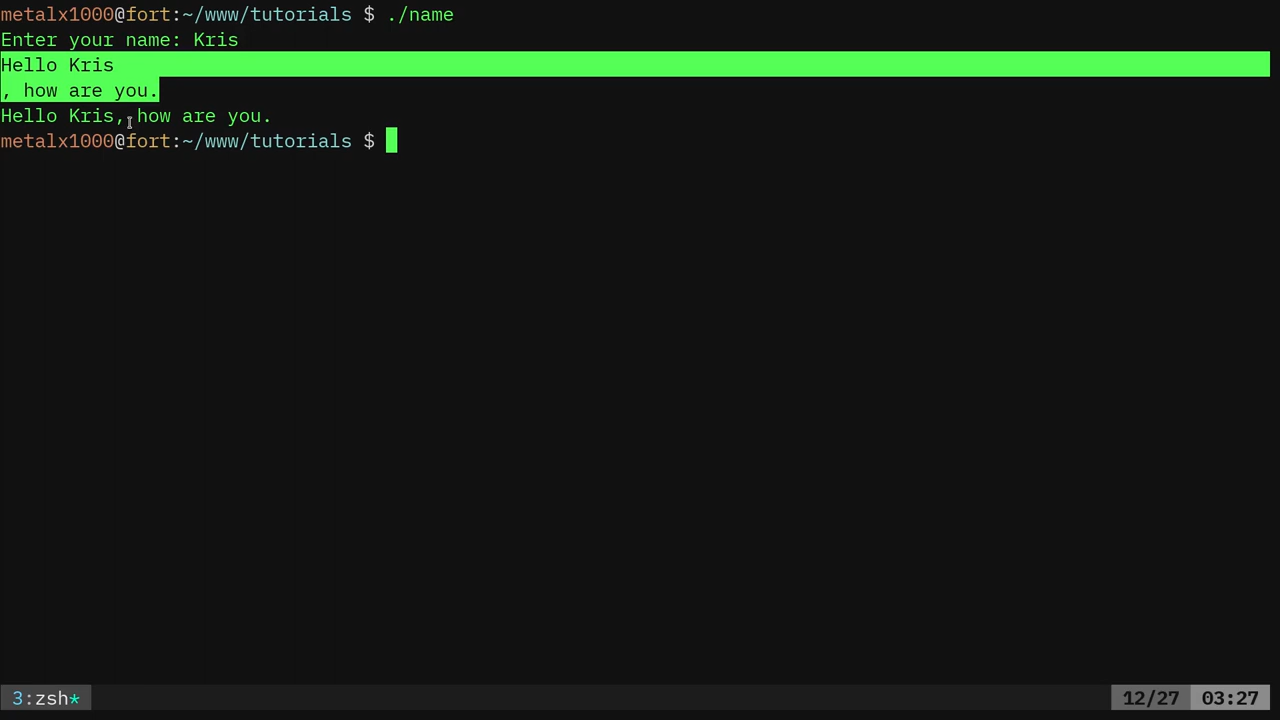 metalx1000@fort:~/www/tutorials $ ./name
Enter your name: Kris
Hello Kris
, how are you.
Hello Kris, how are you.
metalx1000@fort:~/www/tutorials $
3:zsh* 12/27 03:27